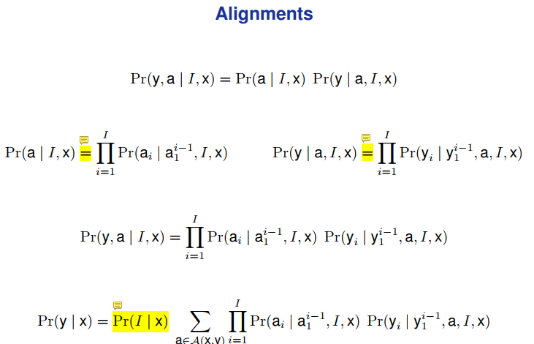 Alignments
Pr(y, a | I, x) = Pr(a | I, x) Pr(y | a, I, x)
Pr(a | I, x) = ∏_{i=1}^{I} Pr(a_i | a_1^{i−1}, I, x)    Pr(y | a, I, x) = ∏_{i=1}^{I} Pr(y_i | y_1^{i−1}, a, I, x)
Pr(y, a | I, x) = ∏_{i=1}^{I} Pr(a_i | a_1^{i−1}, I, x) Pr(y_i | y_1^{i−1}, a, I, x)
Pr(y | x) = Pr(I | x) ∑_{a∈𝒜(x,y)} ∏_{i=1}^{I} Pr(a_i | a_1^{i−1}, I, x) Pr(y_i | y_1^{i−1}, a, I, x)